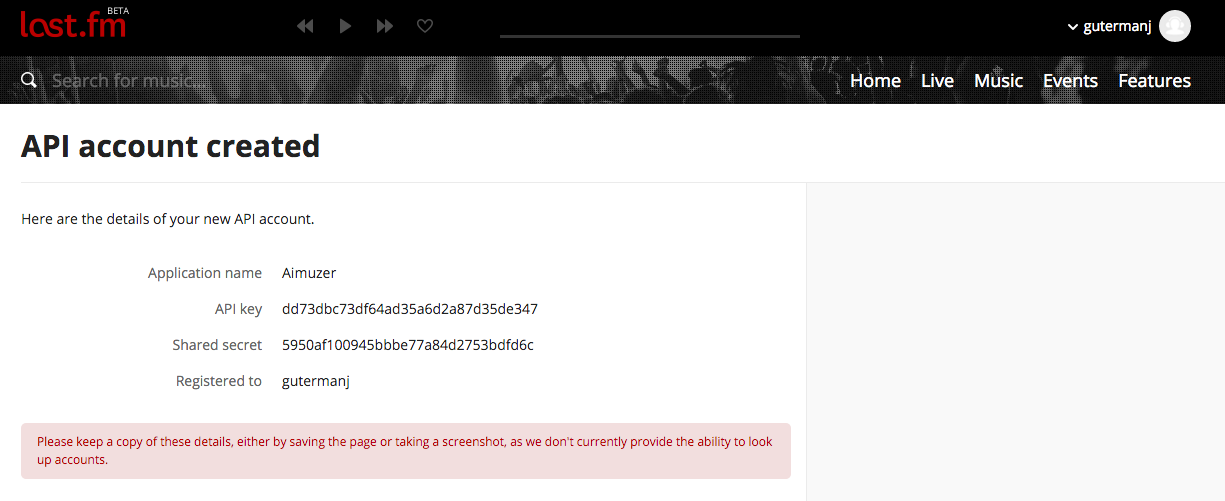 last.fm BETA
gutermanj
Search for music...
Home Live Music Events Features
API account created
Here are the details of your new API account.
Application name Aimuzer
API key dd73dbc73df64ad35a6d2a87d35de347
Shared secret 5950af100945bbbe77a84d2753bdfd6c
Registered to gutermanj
Please keep a copy of these details, either by saving the page or taking a screenshot, as we don't currently provide the ability to look
up accounts.